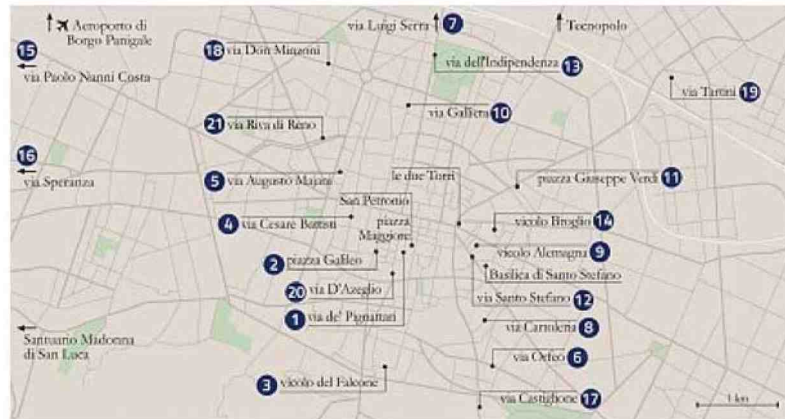 Aeroporto di
Borgo Panigale
via Luigi Serra 7
Tecnopolo
15
via Paolo Nanni Costa
18 via Don Minzoni
via dell'Indipendenza 13
via Tartini 19
via Galliera 10
21 via Riva di Reno
16
via Speranza
5 via Augusto Majani
le due Torri
piazza Giuseppe Verdi 11
San Petronio
4 via Cesare Battisti
piazza
Maggiore
vicolo Broglio 14
2 piazza Galileo
vicolo Alemagna 9
Basilica di Santo Stefano
20 via D'Azeglio
via Santo Stefano 12
1 via de' Pignattari
via Cartoleria 8
Santuario Madonna
di San Luca
via Orfeo 6
3 vicolo del Falcone
via Castiglione 17
1 km